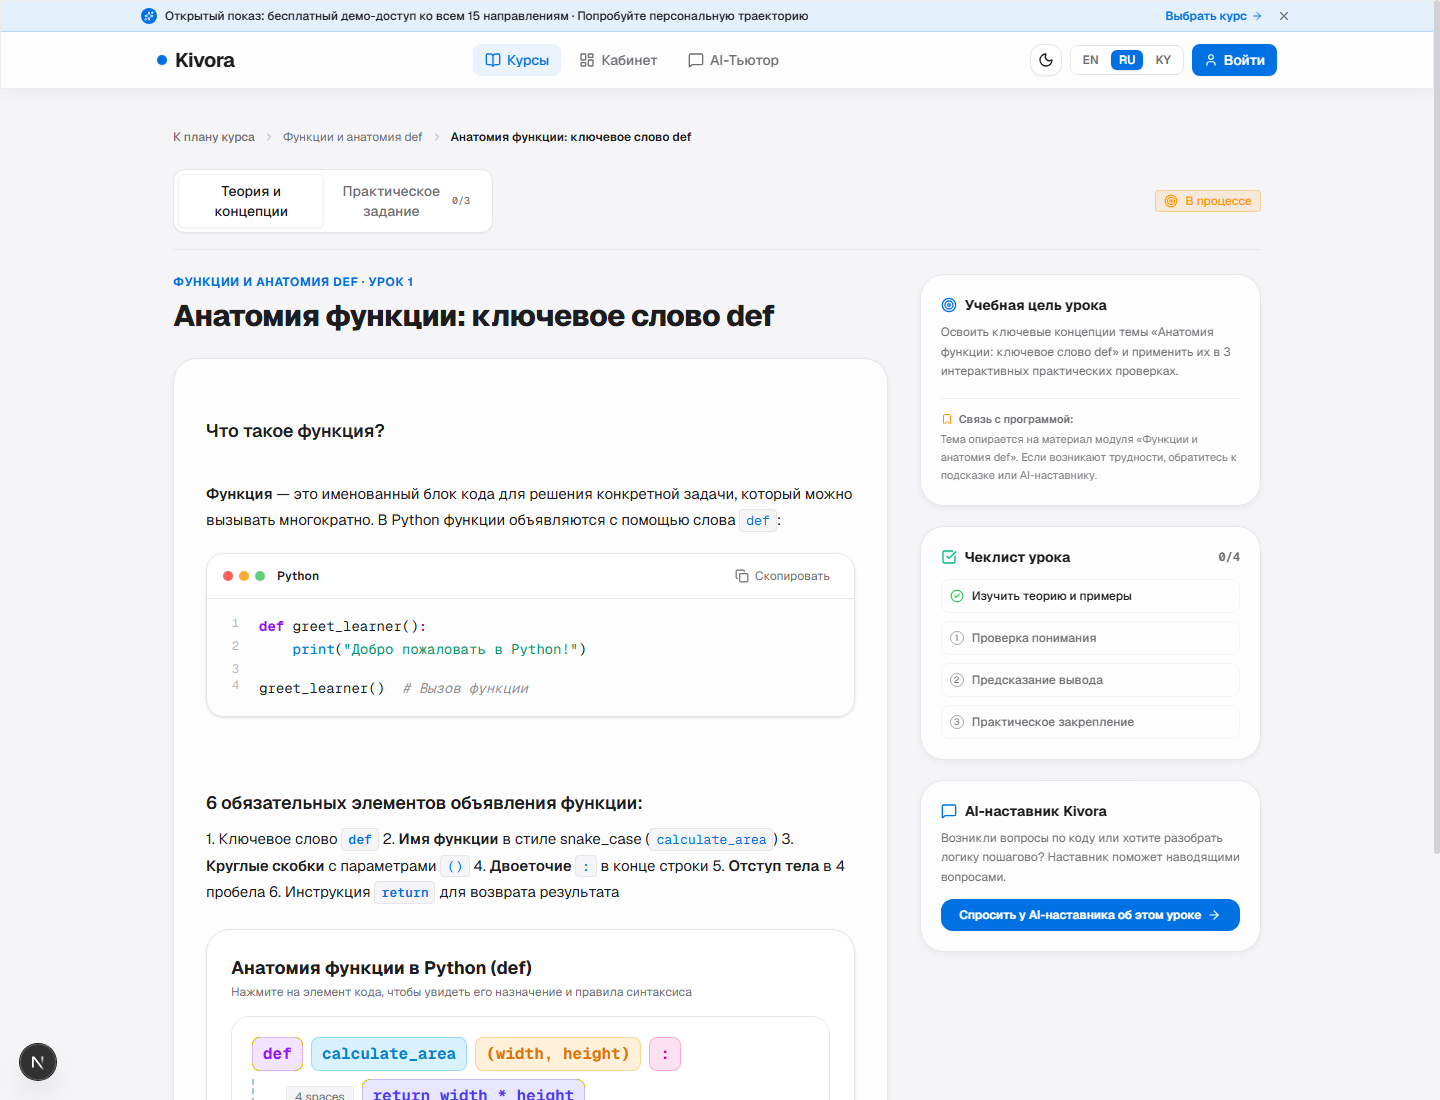 Открытый показ: бесплатный демо-доступ ко всем 15 направлениям · Попробуйте персональную траекторию
Выбрать курс →
Kivora
Курсы
Кабинет
AI-Тьютор
EN
RU
KY
Войти
К плану курса
Функции и анатомия def
Анатомия функции: ключевое слово def
Теория и
концепции
Практическое
задание
0/3
В процессе
ФУНКЦИИ И АНАТОМИЯ DEF · УРОК 1
Анатомия функции: ключевое слово def
Что такое функция?
Функция — это именованный блок кода для решения конкретной задачи, который можно
вызывать многократно. В Python функции объявляются с помощью слова def :
Python
Скопировать
1 def greet_learner():
2     print("Добро пожаловать в Python!")
3
4 greet_learner()  # Вызов функции
6 обязательных элементов объявления функции:
1. Ключевое слово def 2. Имя функции в стиле snake_case ( calculate_area ) 3.
Круглые скобки с параметрами () 4. Двоеточие : в конце строки 5. Отступ тела в 4
пробела 6. Инструкция return для возврата результата
Анатомия функции в Python (def)
Нажмите на элемент кода, чтобы увидеть его назначение и правила синтаксиса
def calculate_area (width, height) :
4 spaces return width * height
Учебная цель урока
Освоить ключевые концепции темы «Анатомия
функции: ключевое слово def» и применить их в 3
интерактивных практических проверках.
Связь с программой:
Тема опирается на материал модуля «Функции и
анатомия def». Если возникают трудности, обратитесь к
подсказке или AI-наставнику.
Чеклист урока
0/4
Изучить теорию и примеры
1 Проверка понимания
2 Предсказание вывода
3 Практическое закрепление
AI-наставник Kivora
Возникли вопросы по коду или хотите разобрать
логику пошагово? Наставник поможет наводящими
вопросами.
Спросить у AI-наставника об этом уроке →
N